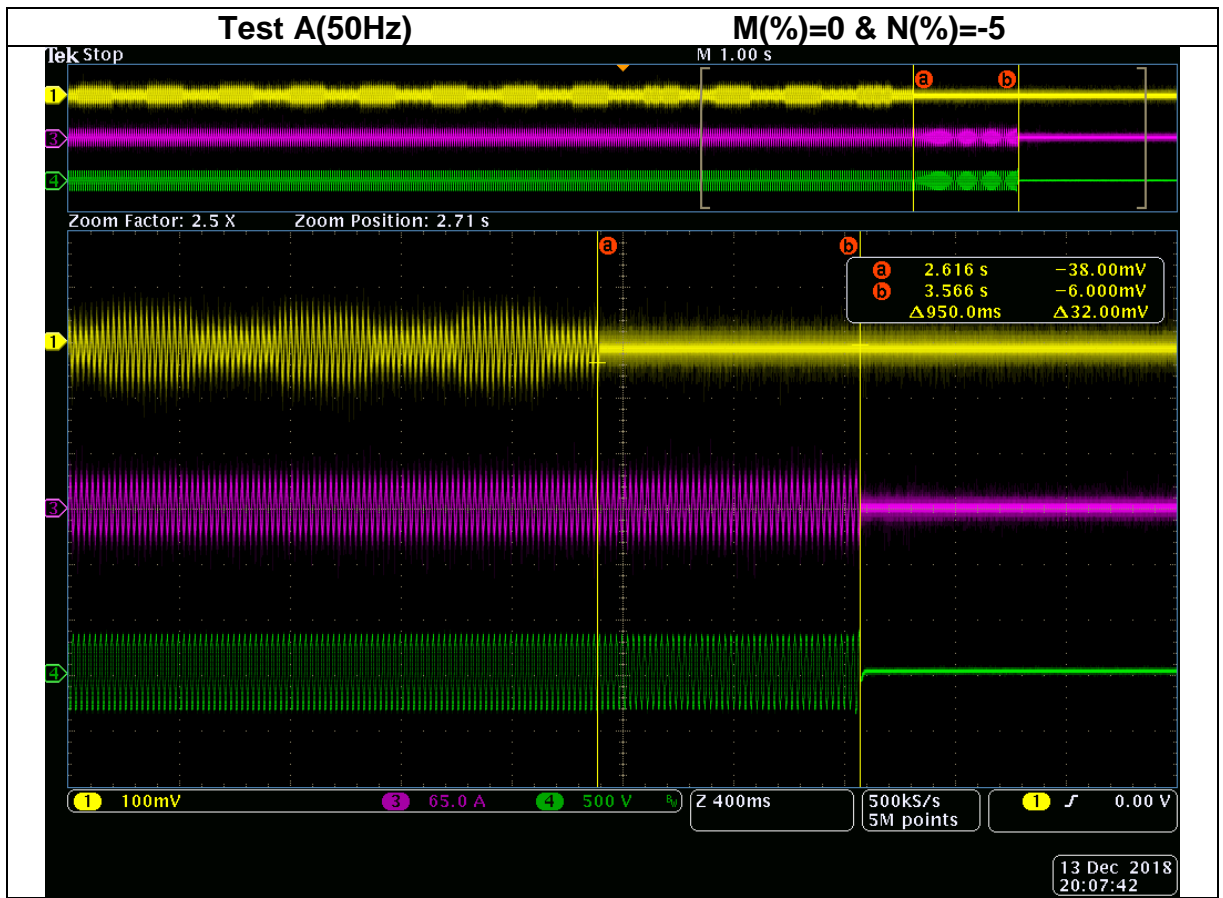 Test A(50Hz) M(%)=0 & N(%)=-5
Tek Stop M 1.00 s
a b
1
3
4
Zoom Factor: 2.5 X Zoom Position: 2.71 s
a b
a 2.616 s −38.00mV
b 3.566 s −6.000mV
Δ950.0ms Δ32.00mV
1
3
4
1 100mV 3 65.0 A 4 500 V BW Z 400ms 500kS/s 1 0.00 V
5M points
13 Dec 2018
20:07:42